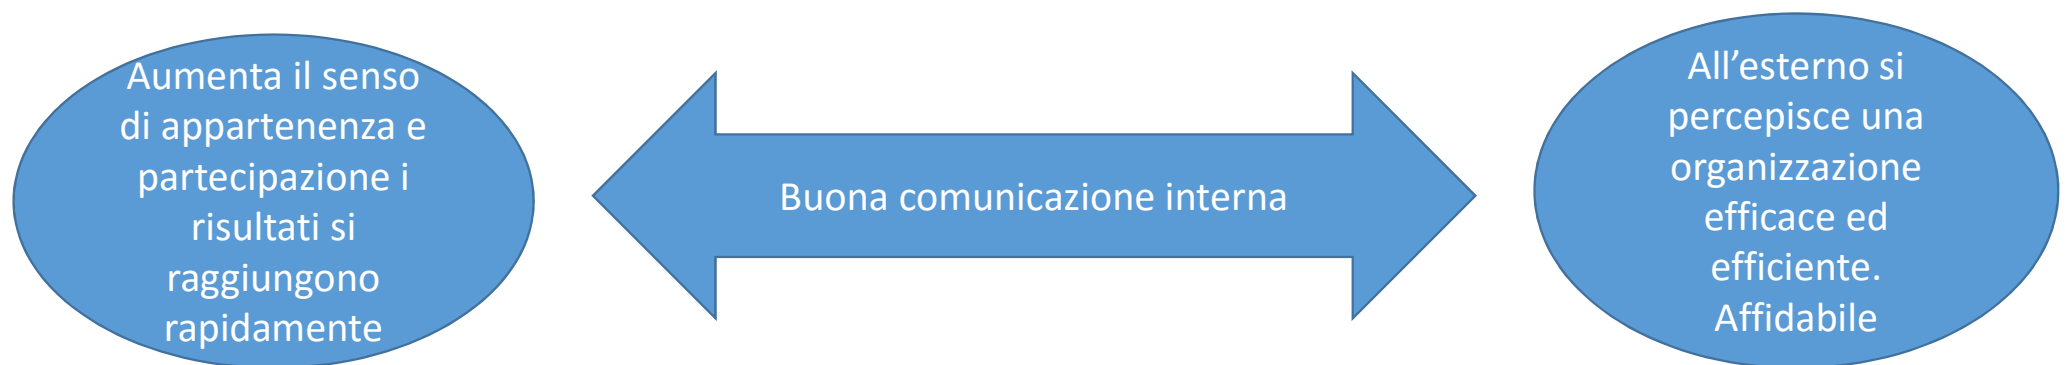 Aumenta il senso
di appartenenza e
partecipazione i
risultati si
raggiungono
rapidamente
Buona comunicazione interna
All’esterno si
percepisce una
organizzazione
efficace ed
efficiente.
Affidabile